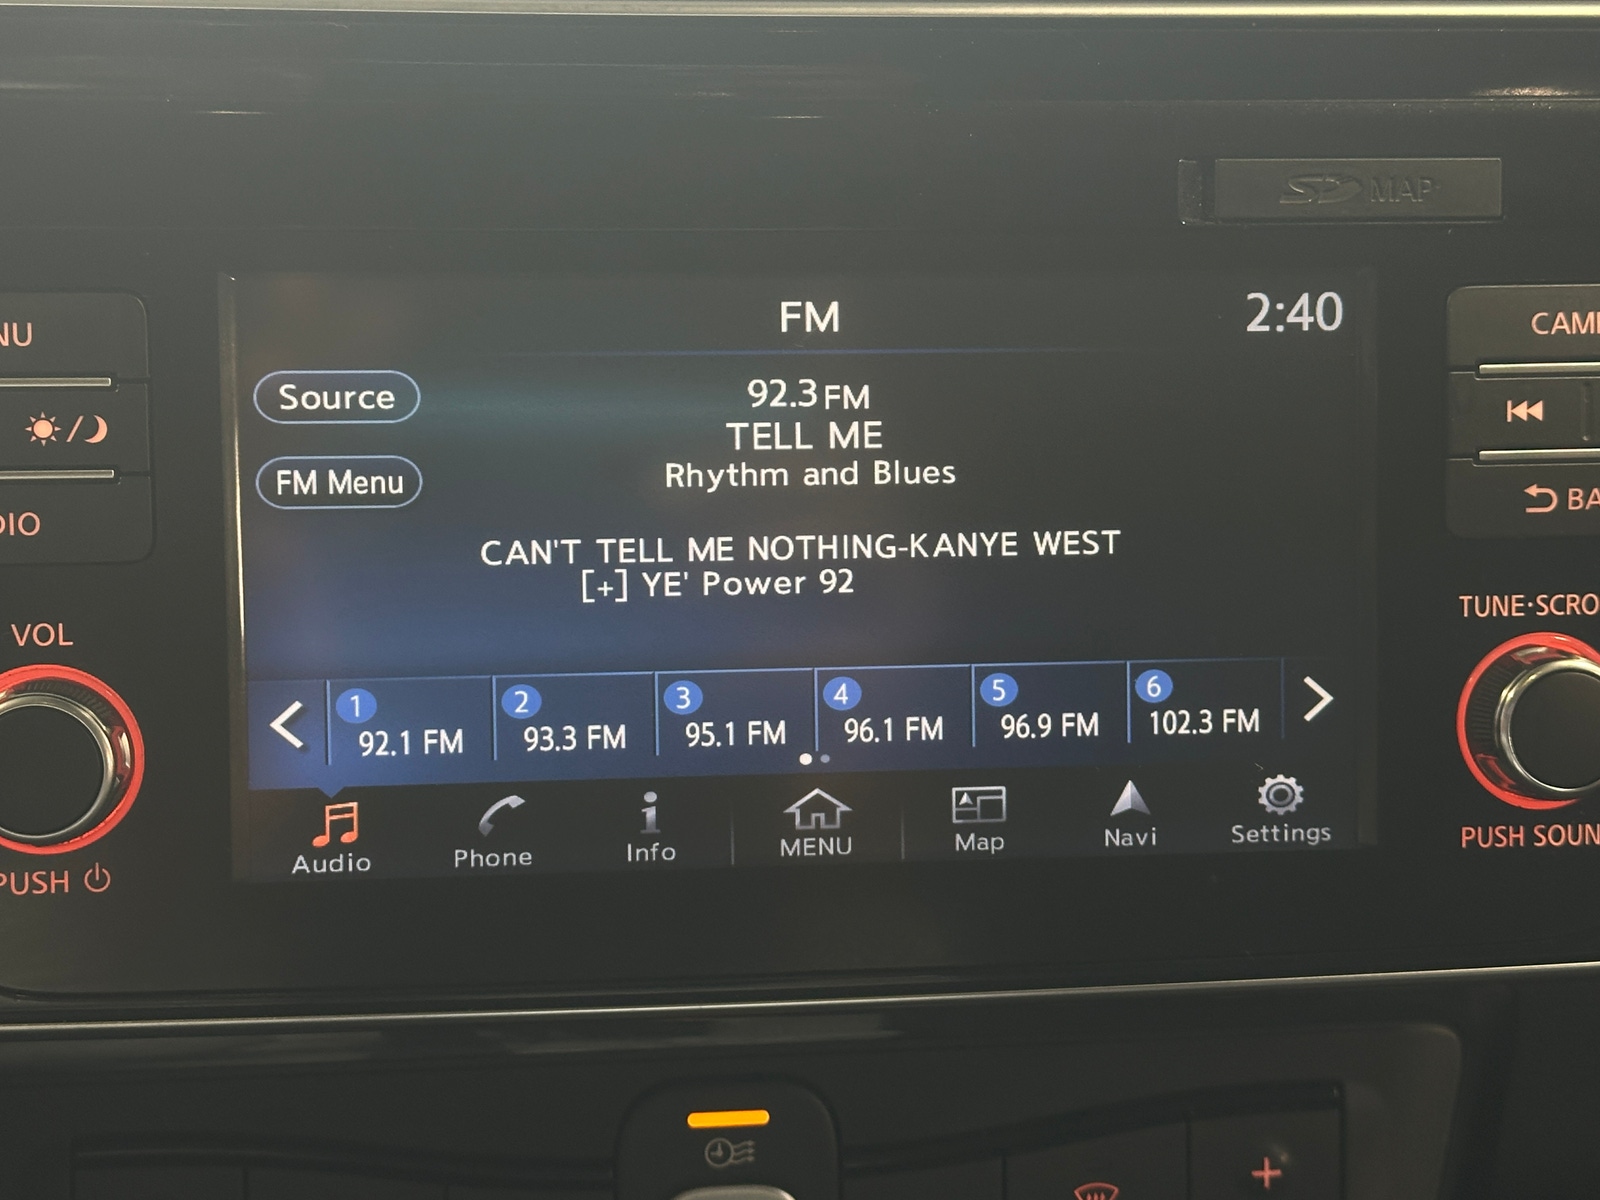 SD MAP
FM
2:40
Source
92.3 FM
TELL ME
FM Menu
Rhythm and Blues
CAN'T TELL ME NOTHING-KANYE WEST
[+] YE' Power 92
1
92.1 FM
2
93.3 FM
3
95.1 FM
4
96.1 FM
5
96.9 FM
6
102.3 FM
Audio
Phone
Info
MENU
Map
Navi
Settings
NU
DIO
VOL
PUSH
CAM
BA
TUNE·SCRO
PUSH SOUN
+